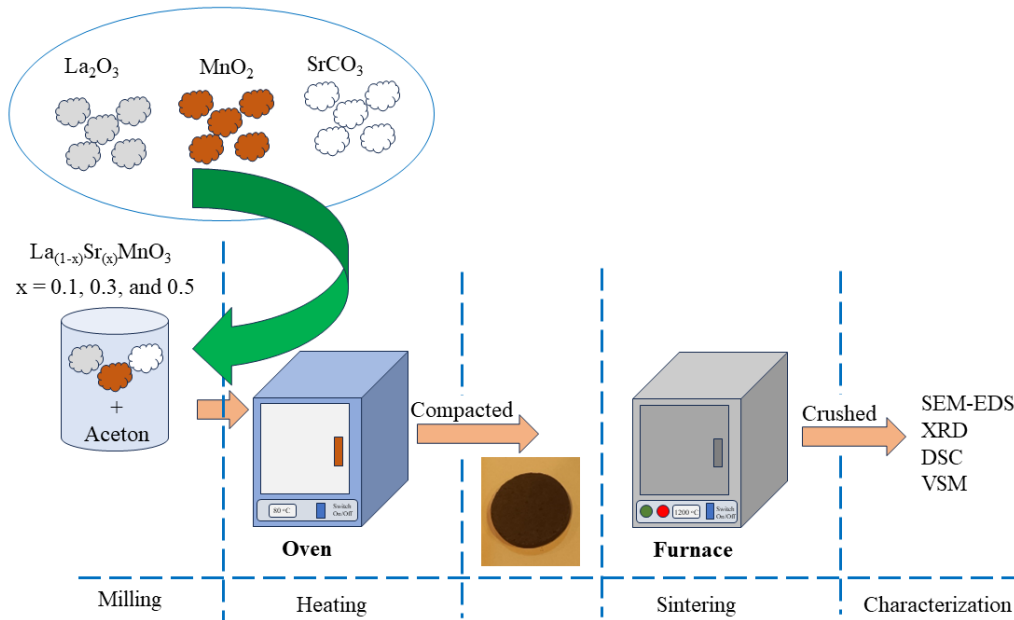 La₂O₃
MnO₂
SrCO₃
La₍₁₋ₓ₎Sr₍ₓ₎MnO₃
x = 0.1, 0.3, and 0.5
+
Aceton
80 °C
Switch
On/Off
Oven
Compacted
1200 °C
Switch
On/Off
Furnace
Crushed
SEM-EDS
XRD
DSC
VSM
Milling
Heating
Sintering
Characterization